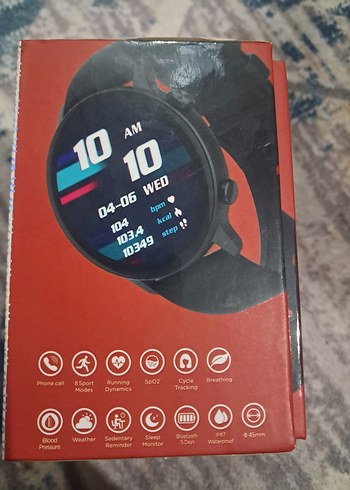 10 AM
10
04-06 WED
104 bpm
103.4 kcal
10349 step
Phone call
8 Sport Modes
Running Dynamics
SpO2
Cycle Tracking
Breathing
Blood Pressure
Weather
Sedentary Reminder
Sleep Monitor
Bluetooth 5 Days
IP67 Waterproof
Φ45mm